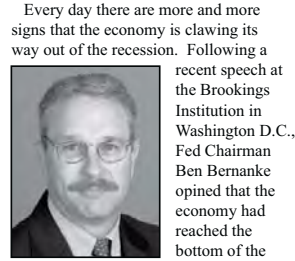 Every day there are more and more
signs that the economy is clawing its
way out of the recession.  Following a
recent speech at
the Brookings
Institution in
Washington D.C.,
Fed Chairman
Ben Bernanke
opined that the
economy had
reached the
bottom of the